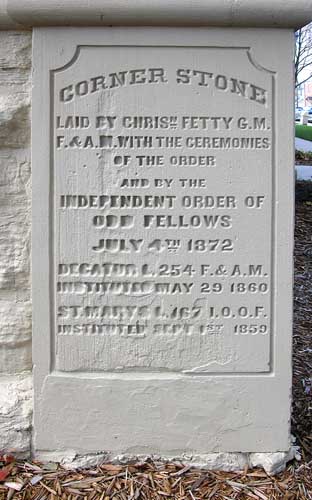 CORNER STONE
LAID BY CHRISN FETTY G.M.
F. & A.M. WITH THE CEREMONIES
OF THE ORDER
AND BY THE
INDEPENDENT ORDER OF
ODD FELLOWS
JULY 4TH 1872
DECATUR L. 254 F. & A.M.
INSTITUTED MAY 29 1860
ST. MARYS L. 167 I.O.O.F.
INSTITUTED SEPT 1ST 1859